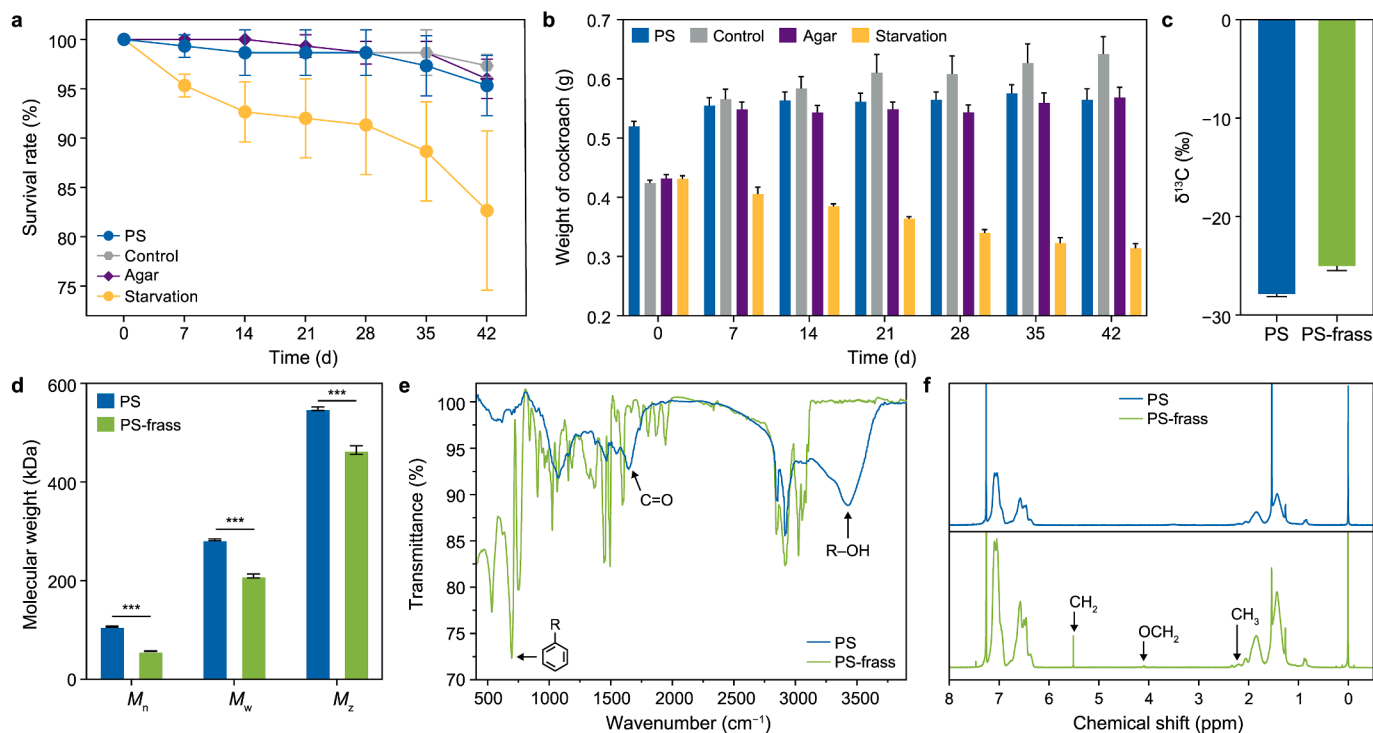 a
Survival rate (%)
100
95
90
85
80
75
PS
Control
Agar
Starvation
0 7 14 21 28 35 42
Time (d)
b
Weight of cockroach (g)
0.7
0.6
0.5
0.4
0.3
0.2
PS Control Agar Starvation
0 7 14 21 28 35 42
Time (d)
c
δ¹³C (‰)
0
−10
−20
−30
PS PS-frass
d
Molecular weight (kDa)
600
400
200
0
PS
PS-frass
***
***
***
Mn Mw Mz
e
Transmittance (%)
100
95
90
85
80
75
70
C=O
R–OH
R
PS
PS-frass
500 1000 1500 2000 2500 3000 3500
Wavenumber (cm⁻¹)
f
PS
PS-frass
CH₂
OCH₂
CH₃
8 7 6 5 4 3 2 1 0
Chemical shift (ppm)